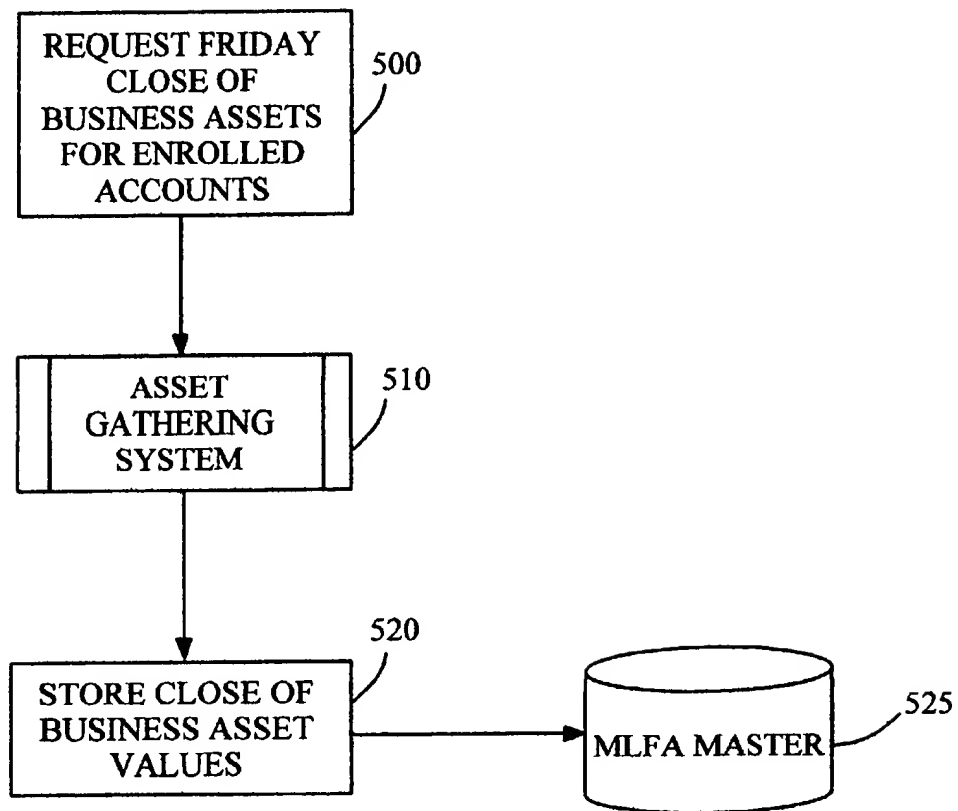 REQUEST FRIDAY
CLOSE OF
BUSINESS ASSETS
FOR ENROLLED
ACCOUNTS
500
ASSET
GATHERING
SYSTEM
510
STORE CLOSE OF
BUSINESS ASSET
VALUES
520
MLFA MASTER
525